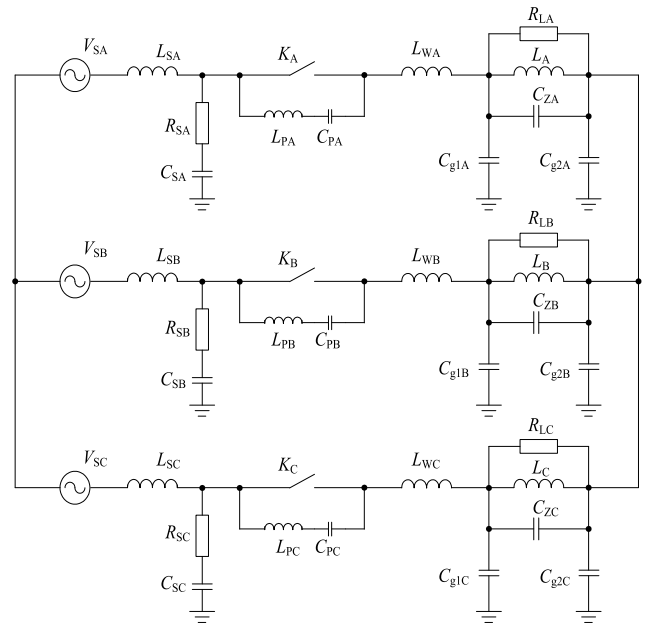 R_LA
V_SA L_SA K_A L_WA L_A
C_ZA
R_SA L_PA C_PA
C_SA C_g1A C_g2A
R_LB
V_SB L_SB K_B L_WB L_B
C_ZB
R_SB L_PB C_PB
C_SB C_g1B C_g2B
R_LC
V_SC L_SC K_C L_WC L_C
C_ZC
R_SC L_PC C_PC
C_SC C_g1C C_g2C